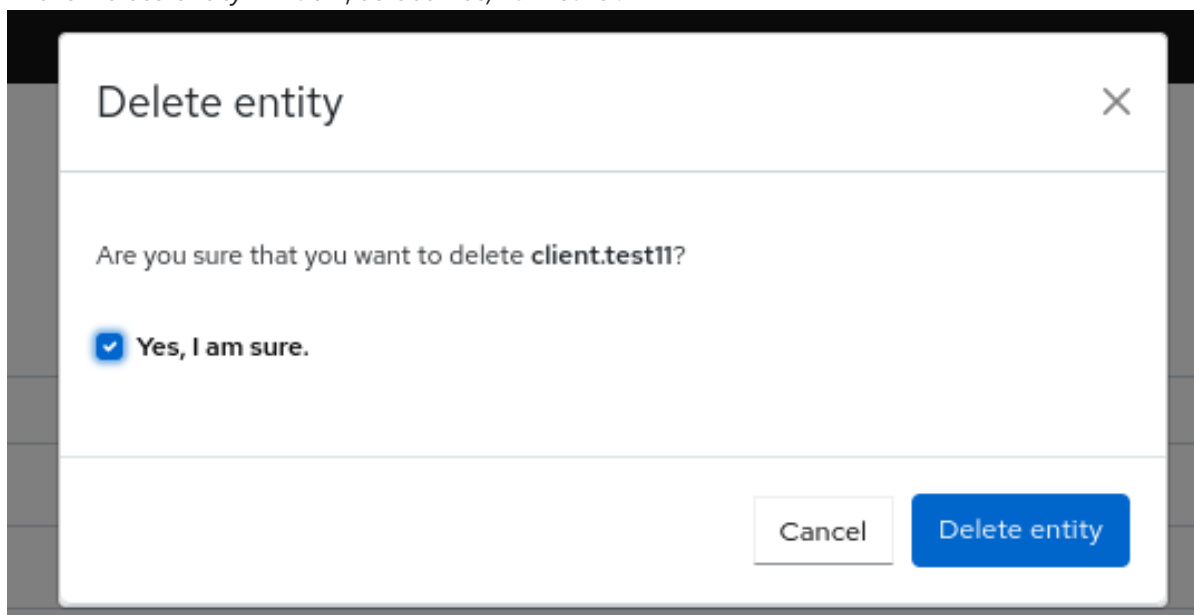 Delete entity
Are you sure that you want to delete client.test11?
Yes, I am sure.
Cancel
Delete entity